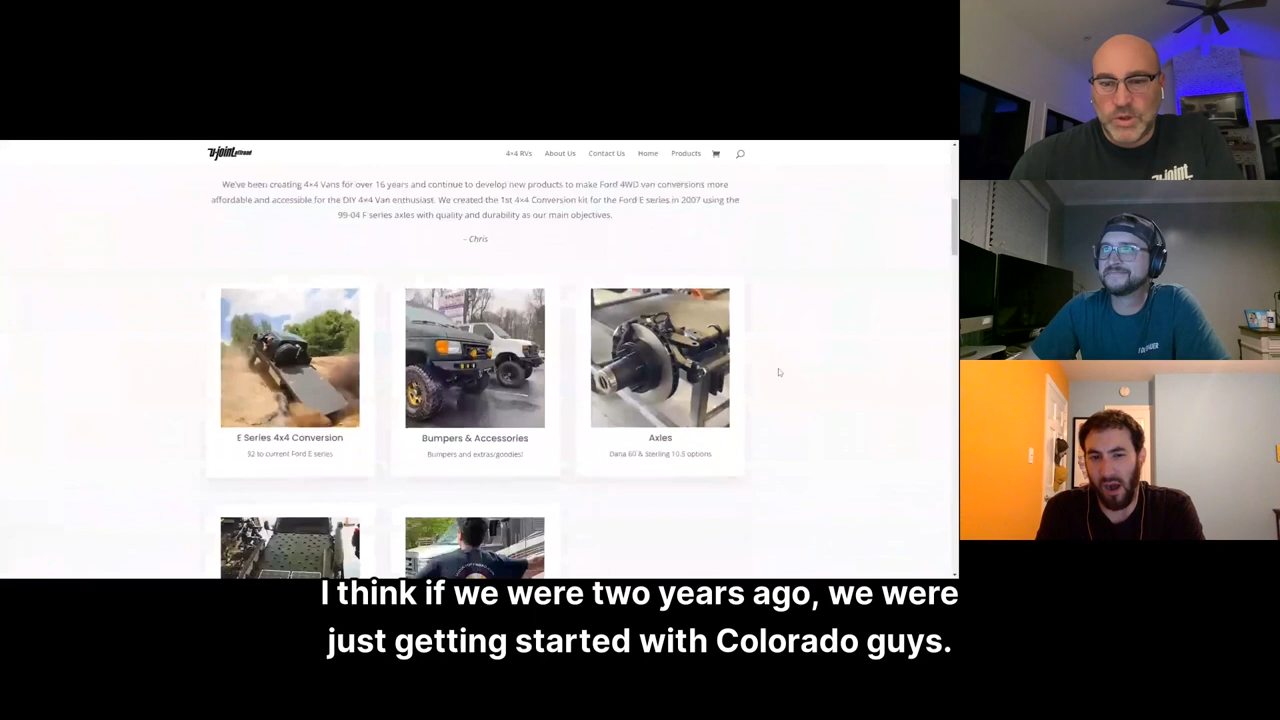 u-joint offroad
4×4 RVs About Us Contact Us Home Products
We've been creating 4×4 Vans for over 16 years and continue to develop new products to make Ford 4WD van conversions more
affordable and accessible for the DIY 4×4 Van enthusiast. We created the 1st 4×4 Conversion kit for the Ford E series in 2007 using the
99-04 F series axles with quality and durability as our main objectives.
– Chris
E Series 4x4 Conversion
92 to current Ford E series
Bumpers & Accessories
Bumpers and extras/goodies!
Axles
Dana 60 & Sterling 10.5 options
u-joint
I think if we were two years ago, we were
just getting started with Colorado guys.